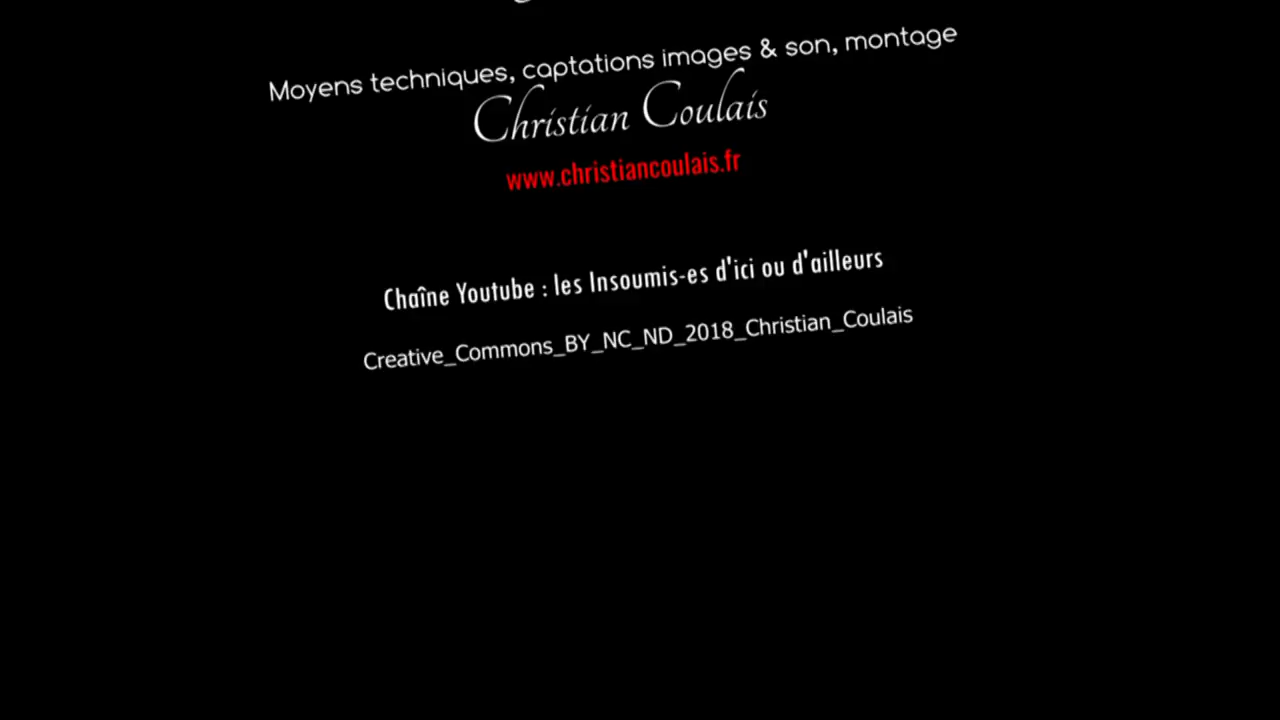 Moyens techniques, captations images & son, montage
Christian Coulais
www.christiancoulais.fr
Chaîne Youtube : les Insoumis-es d'ici ou d'ailleurs
Creative_Commons_BY_NC_ND_2018_Christian_Coulais